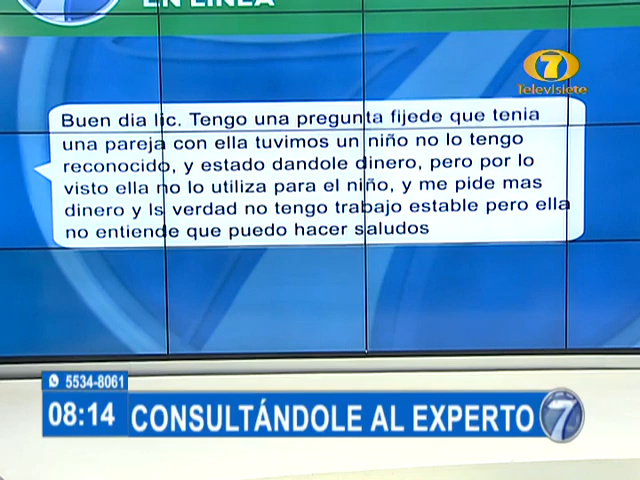 EN LÍNEA
7
Televisiete
Buen dia lic. Tengo una pregunta fijede que tenia
una pareja con ella tuvimos un niño no lo tengo
reconocido, y estado dandole dinero, pero por lo
visto ella no lo utiliza para el niño, y me pide mas
dinero y ls verdad no tengo trabajo estable pero ella
no entiende que puedo hacer saludos
5534-8061
08:14 CONSULTÁNDOLE AL EXPERTO 7